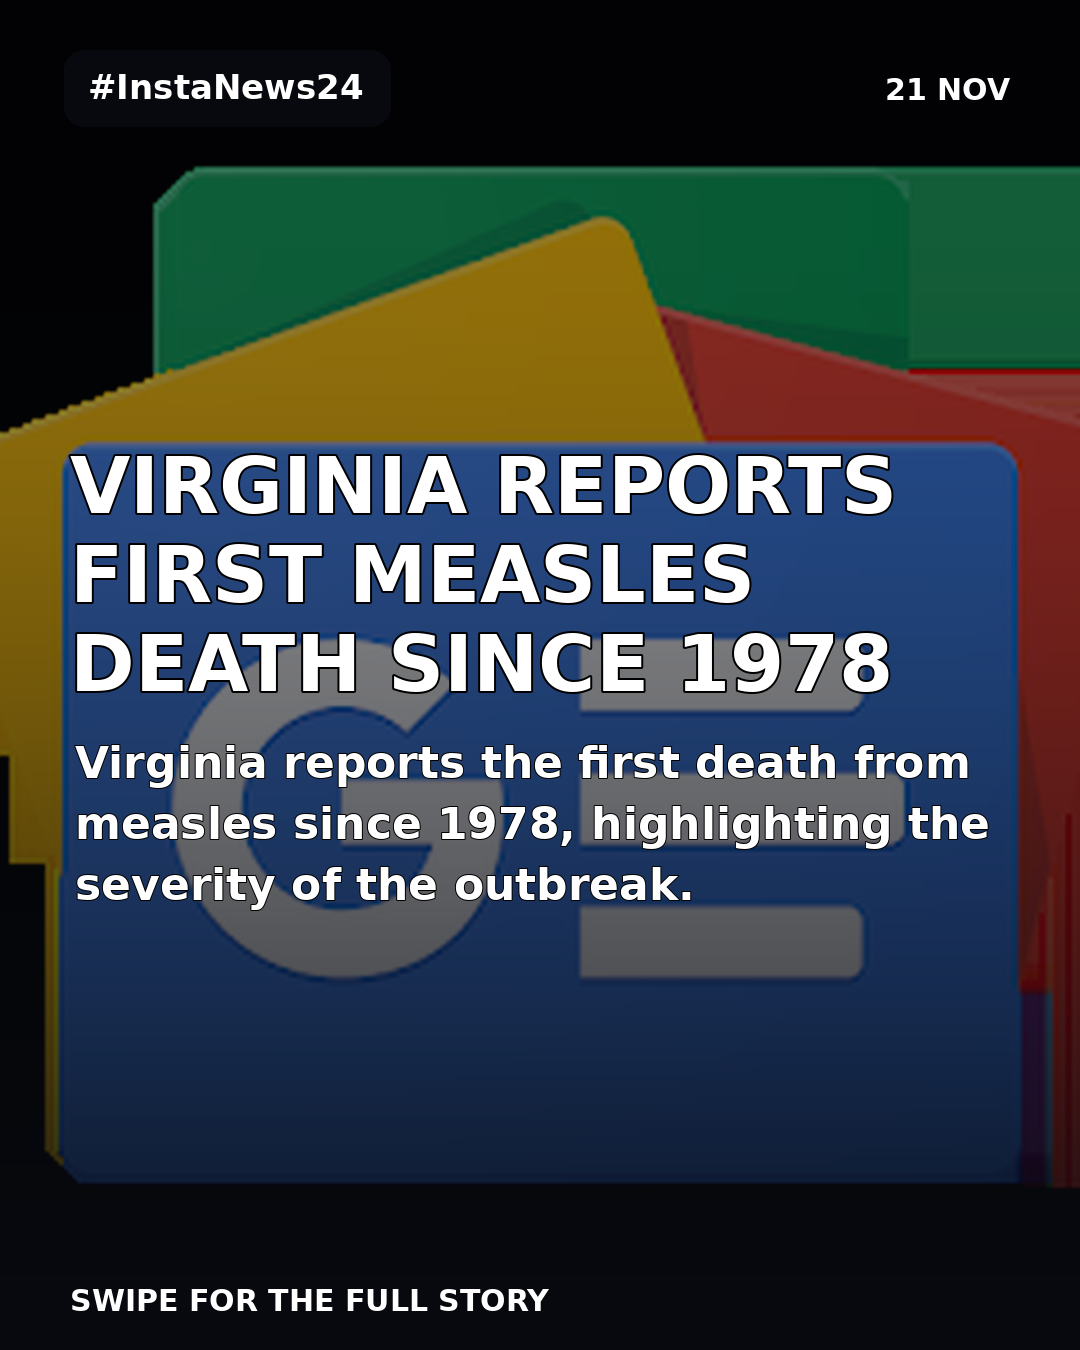 #InstaNews24
21 NOV
VIRGINIA REPORTS
FIRST MEASLES
DEATH SINCE 1978
Virginia reports the first death from
measles since 1978, highlighting the
severity of the outbreak.
SWIPE FOR THE FULL STORY